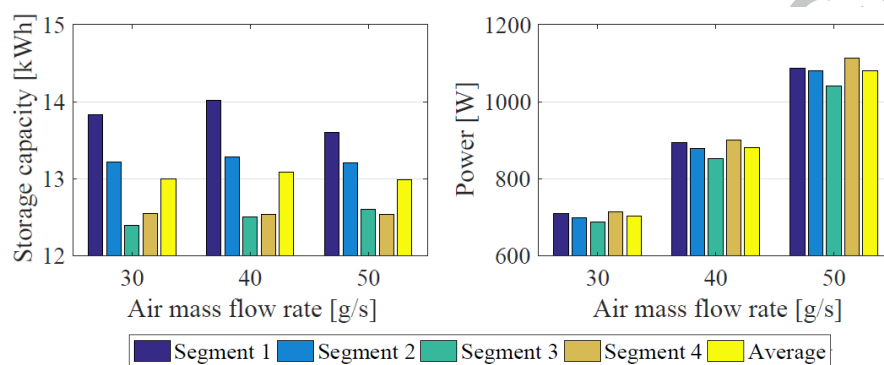 Storage capacity [kWh]
15
14
13
12
30 40 50
Air mass flow rate [g/s]
Power [W]
1200
1000
800
600
30 40 50
Air mass flow rate [g/s]
Segment 1 Segment 2 Segment 3 Segment 4 Average